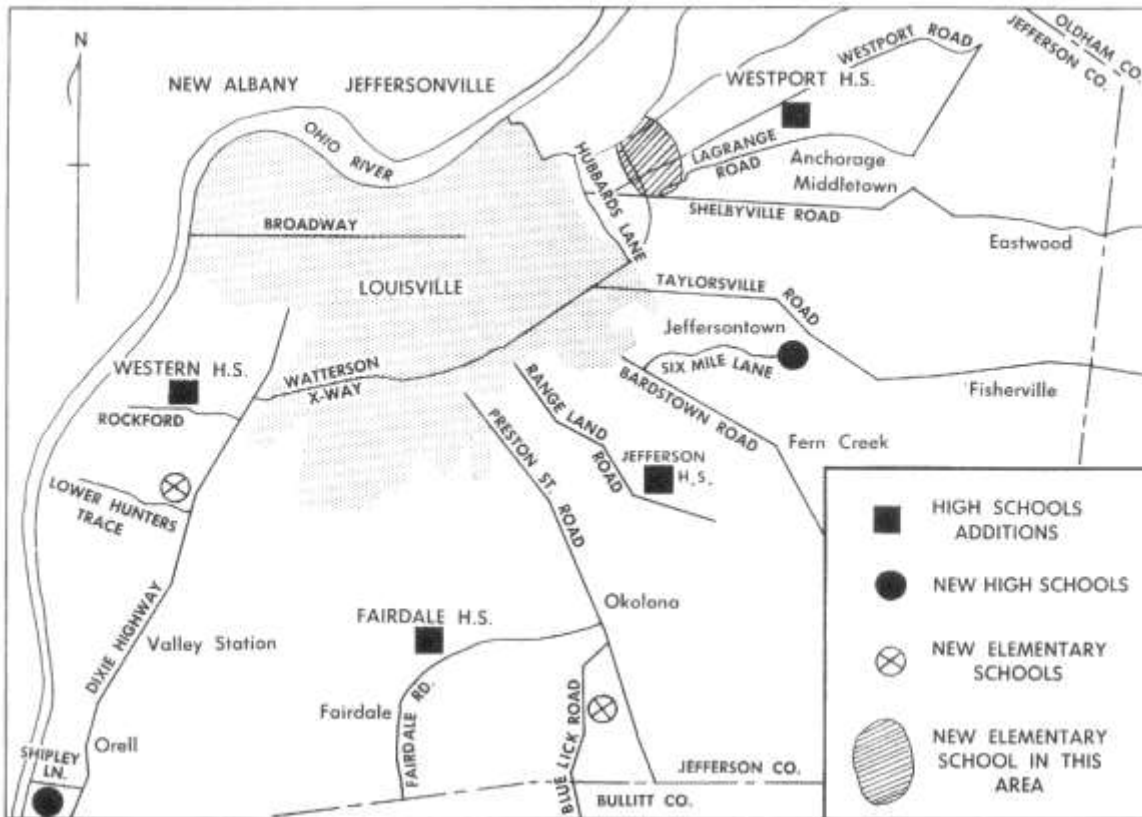 N
NEW ALBANY
JEFFERSONVILLE
OHIO RIVER
OLDHAM CO.
JEFFERSON CO.
WESTPORT ROAD
WESTPORT H.S.
HUBBARDS LANE
LAGRANGE
ROAD
Anchorage
Middletown
SHELBYVILLE ROAD
Eastwood
BROADWAY
LOUISVILLE
TAYLORSVILLE ROAD
Jeffersontown
SIX MILE LANE
Fisherville
WESTERN H.S.
ROCKFORD
WATTERSON
X-WAY
RANGE LAND
ROAD
BARDSTOWN ROAD
Fern Creek
PRESTON ST. ROAD
JEFFERSON
H.S.
LOWER HUNTERS
TRACE
DIXIE HIGHWAY
Valley Station
FAIRDALE H.S.
Okolona
Fairdale
FAIRDALE RD.
BLUE LICK ROAD
Orell
SHIPLEY
LN.
JEFFERSON CO.
BULLITT CO.
HIGH SCHOOLS
ADDITIONS
NEW HIGH SCHOOLS
NEW ELEMENTARY
SCHOOLS
NEW ELEMENTARY
SCHOOL IN THIS
AREA